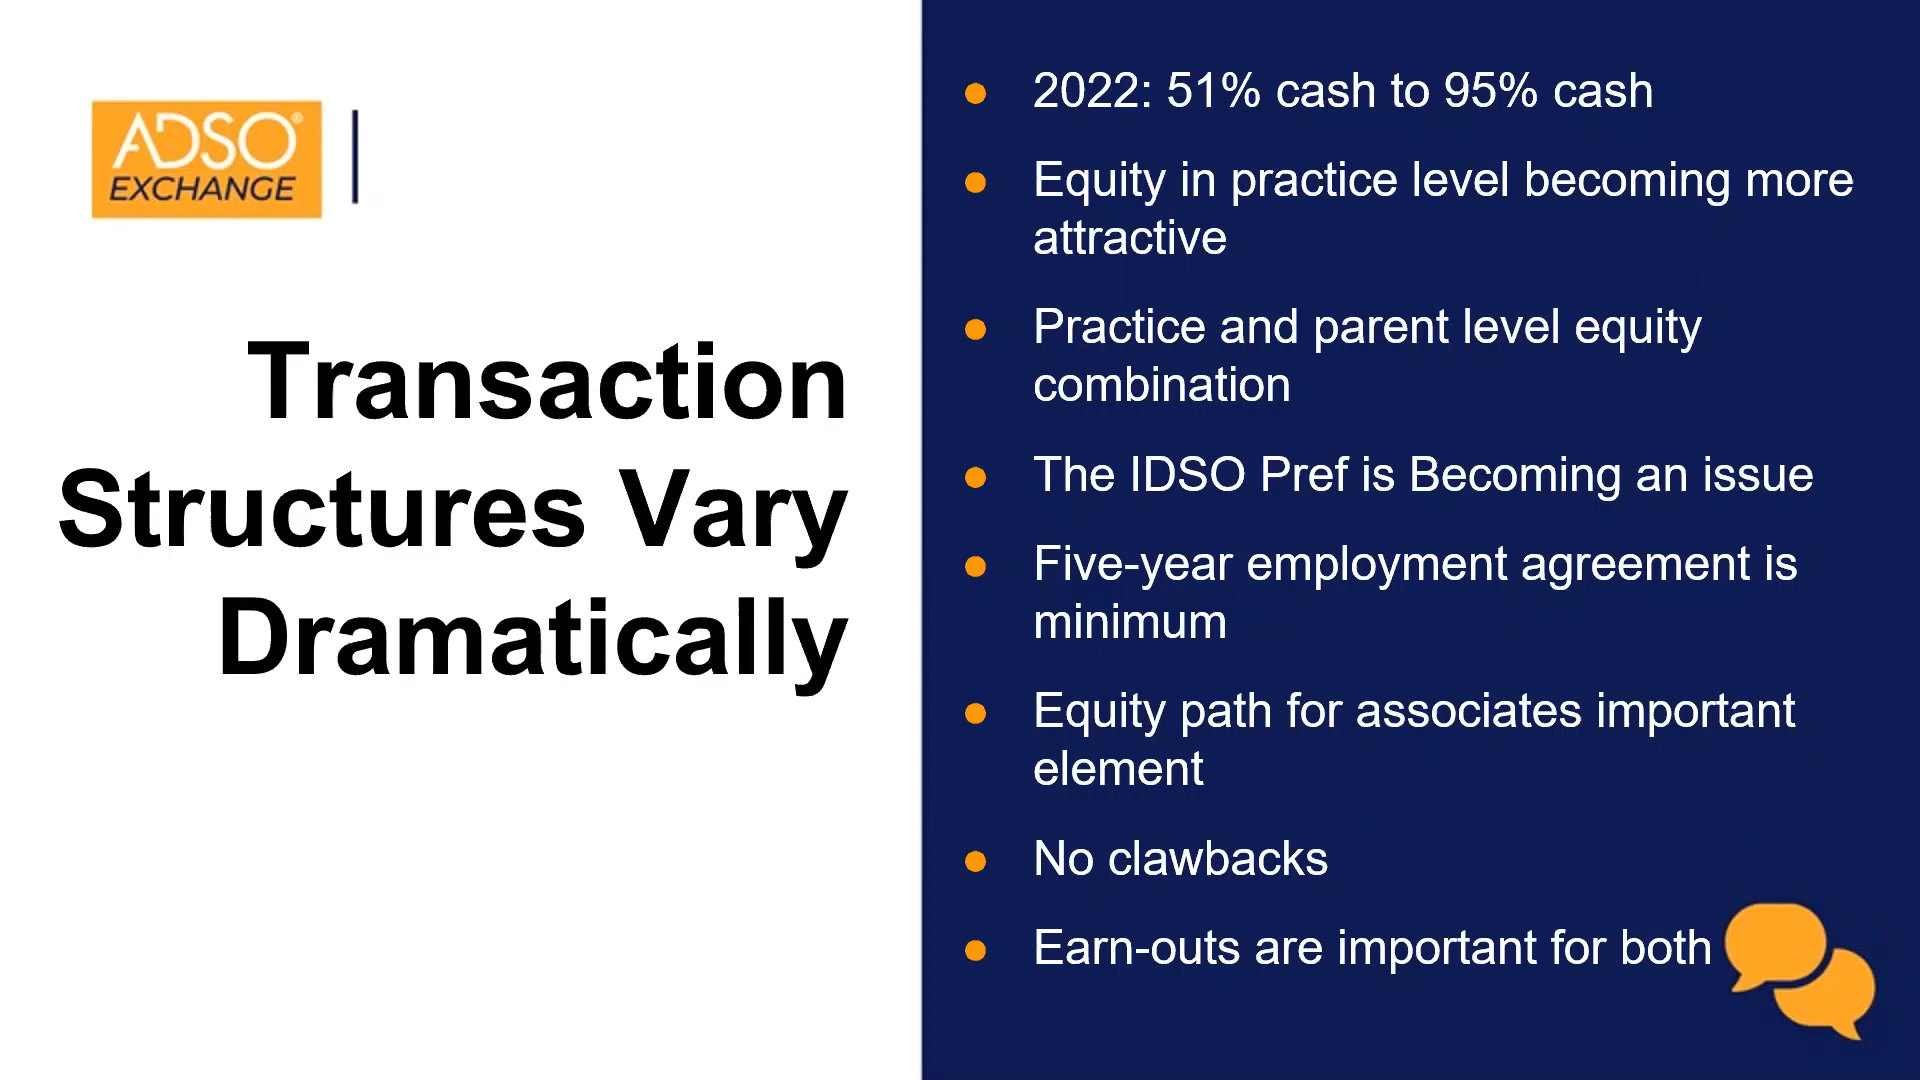 ADSO®
EXCHANGE
Transaction
Structures Vary
Dramatically
2022: 51% cash to 95% cash
Equity in practice level becoming more
attractive
Practice and parent level equity
combination
The IDSO Pref is Becoming an issue
Five-year employment agreement is
minimum
Equity path for associates important
element
No clawbacks
Earn-outs are important for both